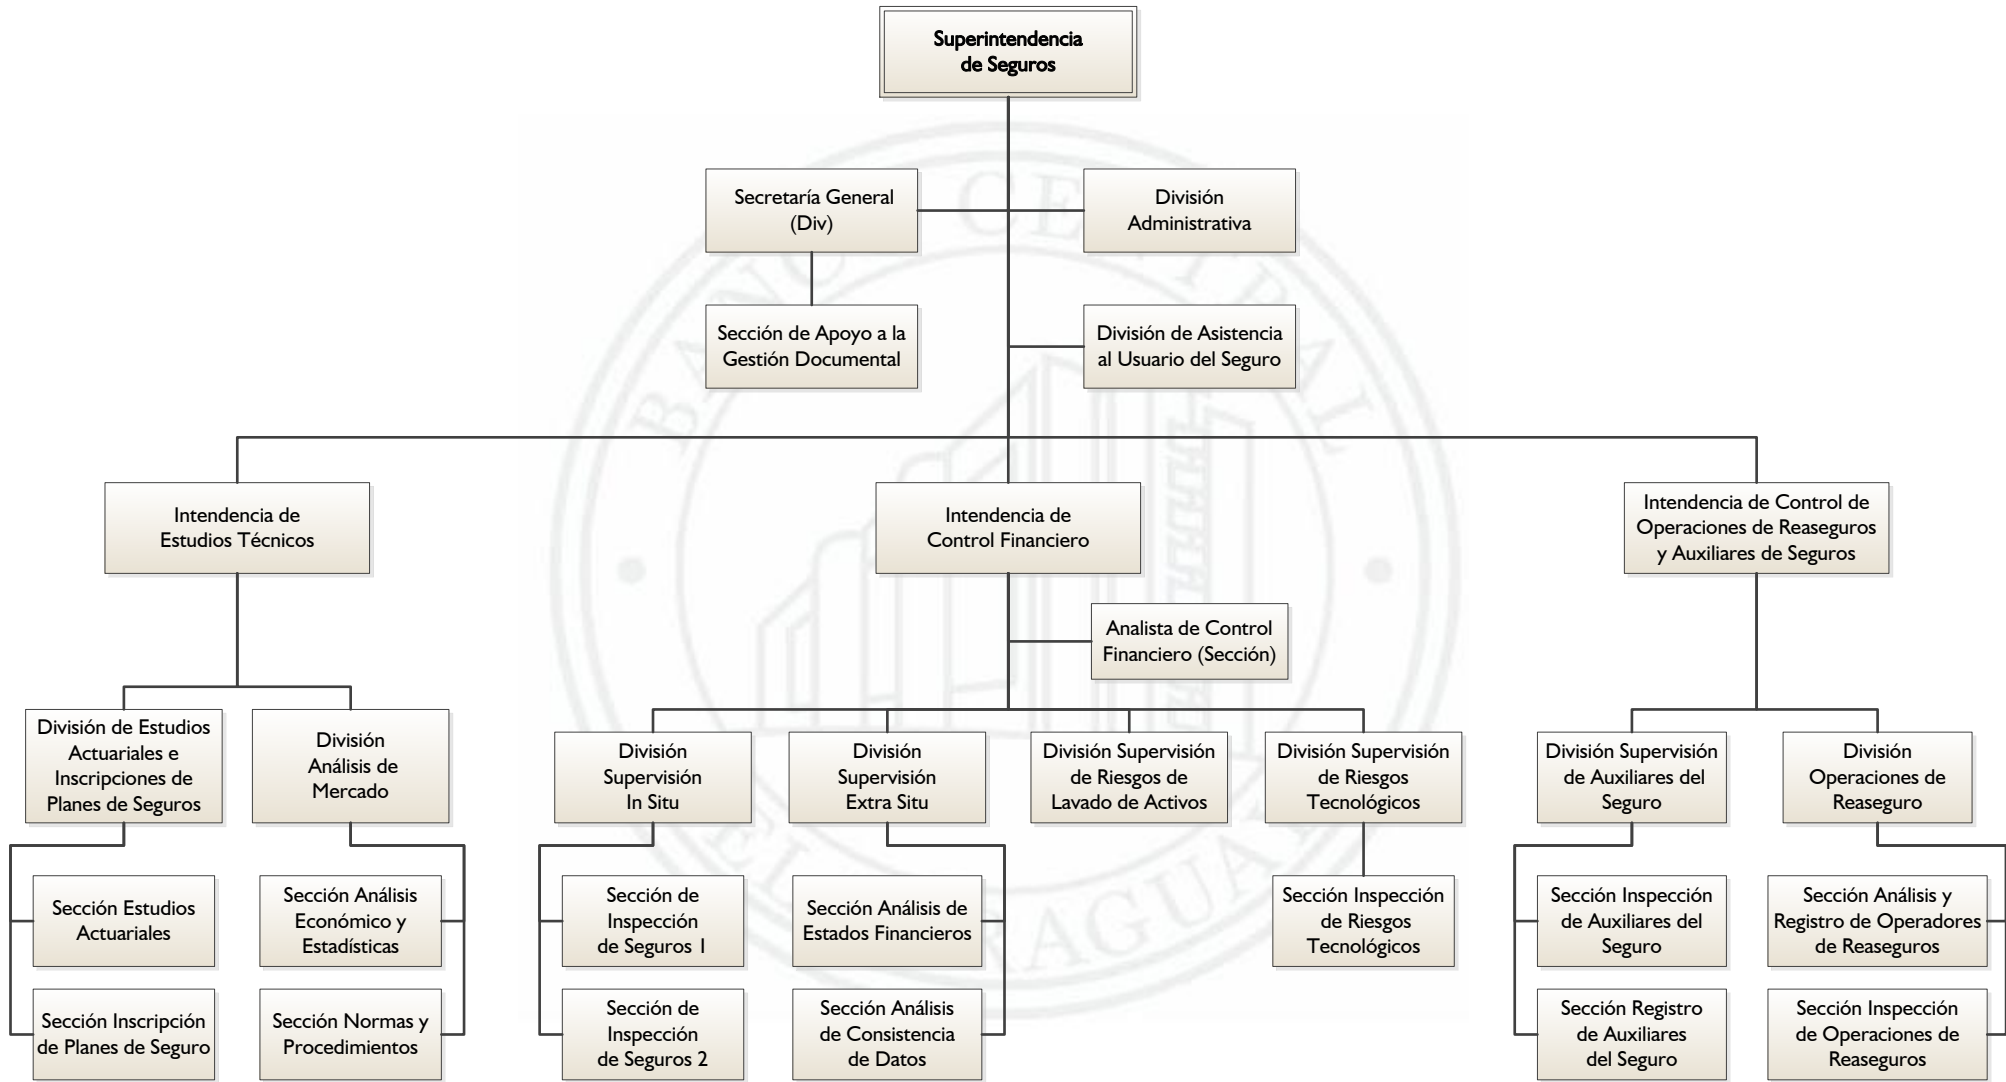 Superintendencia
de Seguros
Secretaría General
(Div)
División
Administrativa
Sección de Apoyo a la
Gestión Documental
División de Asistencia
al Usuario del Seguro
Intendencia de
Estudios Técnicos
Intendencia de
Control Financiero
Intendencia de Control de
Operaciones de Reaseguros
y Auxiliares de Seguros
Analista de Control
Financiero (Sección)
División de Estudios
Actuariales e
Inscripciones de
Planes de Seguros
División
Análisis de
Mercado
División
Supervisión
In Situ
División
Supervisión
Extra Situ
División Supervisión
de Riesgos de
Lavado de Activos
División Supervisión
de Riesgos
Tecnológicos
División Supervisión
de Auxiliares del
Seguro
División
Operaciones de
Reaseguro
Sección Estudios
Actuariales
Sección Análisis
Económico y
Estadísticas
Sección de
Inspección
de Seguros 1
Sección Análisis de
Estados Financieros
Sección Inspección
de Riesgos
Tecnológicos
Sección Inspección
de Auxiliares del
Seguro
Sección Análisis y
Registro de Operadores
de Reaseguros
Sección Inscripción
de Planes de Seguro
Sección Normas y
Procedimientos
Sección de
Inspección
de Seguros 2
Sección Análisis
de Consistencia
de Datos
Sección Registro
de Auxiliares
del Seguro
Sección Inspección
de Operaciones de
Reaseguros
BANCO CENTRAL
DEL PARAGUAY